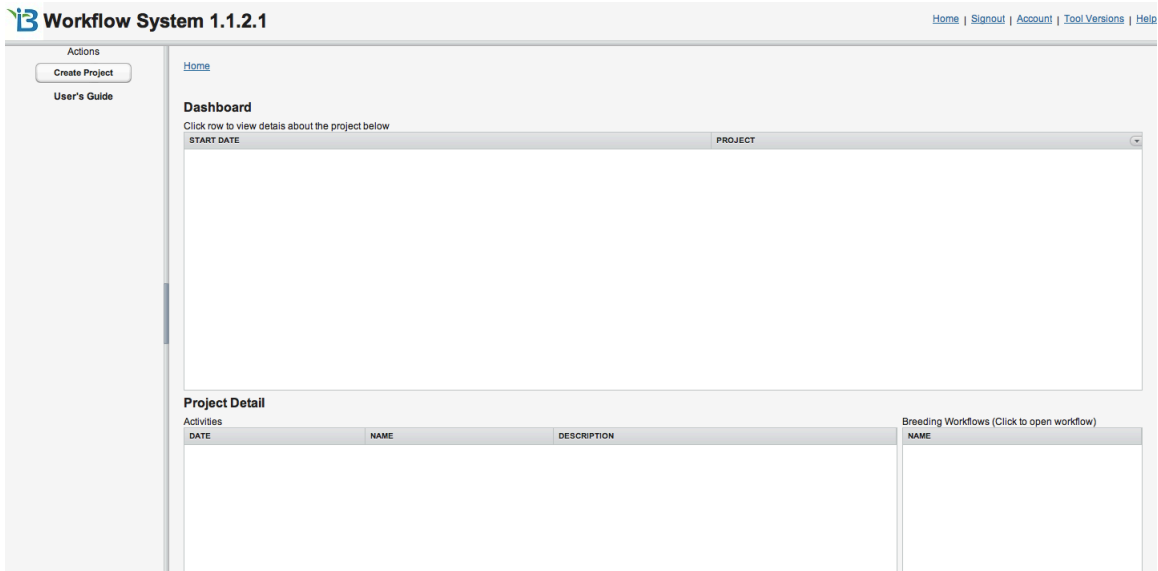 iB Workflow System 1.1.2.1
Home | Signout | Account | Tool Versions | Help
Actions
Create Project
User's Guide
Home
Dashboard
Click row to view detais about the project below
START DATE PROJECT
Project Detail
Activities
DATE NAME DESCRIPTION
Breeding Workflows (Click to open workflow)
NAME